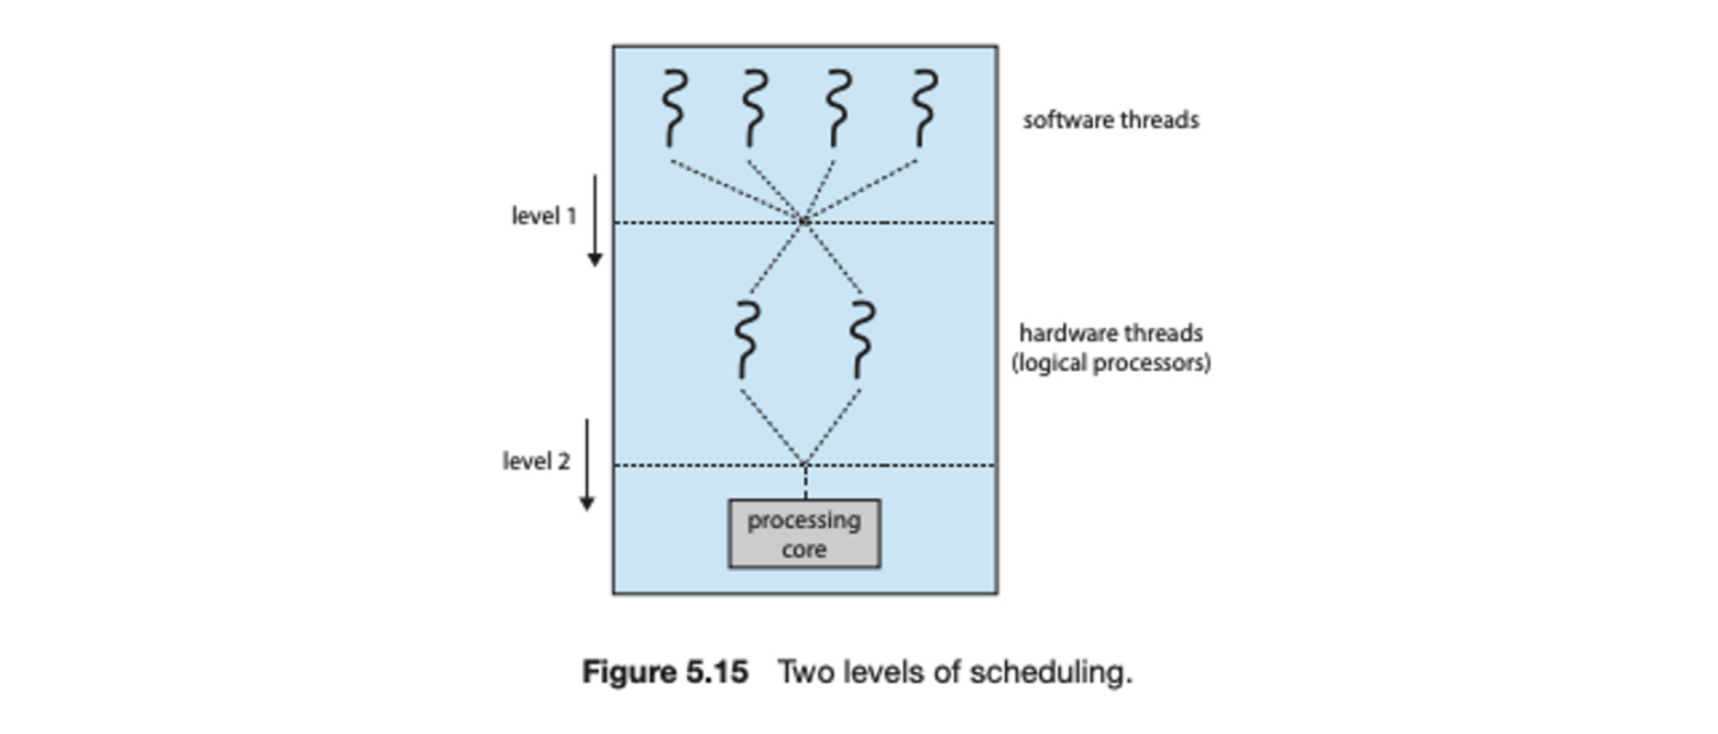 software threads
level 1
hardware threads
(logical processors)
level 2
processing
core
Figure 5.15 Two levels of scheduling.